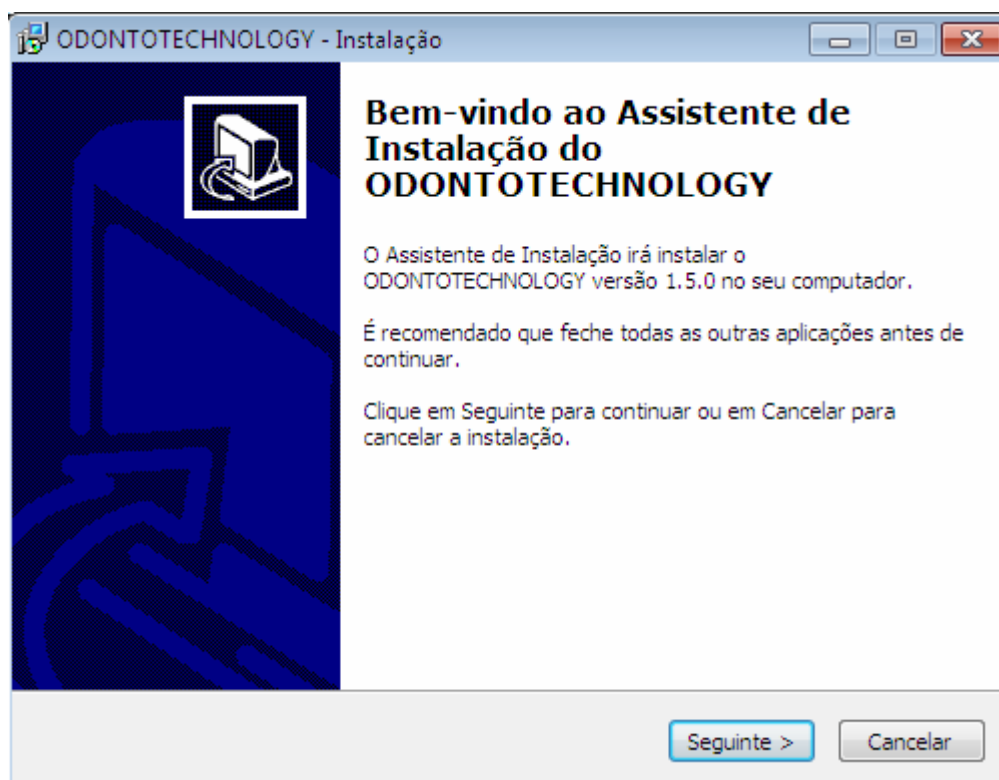 ODONTOTECHNOLOGY - Instalação
Bem-vindo ao Assistente de
Instalação do
ODONTOTECHNOLOGY
O Assistente de Instalação irá instalar o
ODONTOTECHNOLOGY versão 1.5.0 no seu computador.
É recomendado que feche todas as outras aplicações antes de
continuar.
Clique em Seguinte para continuar ou em Cancelar para
cancelar a instalação.
Seguinte >
Cancelar